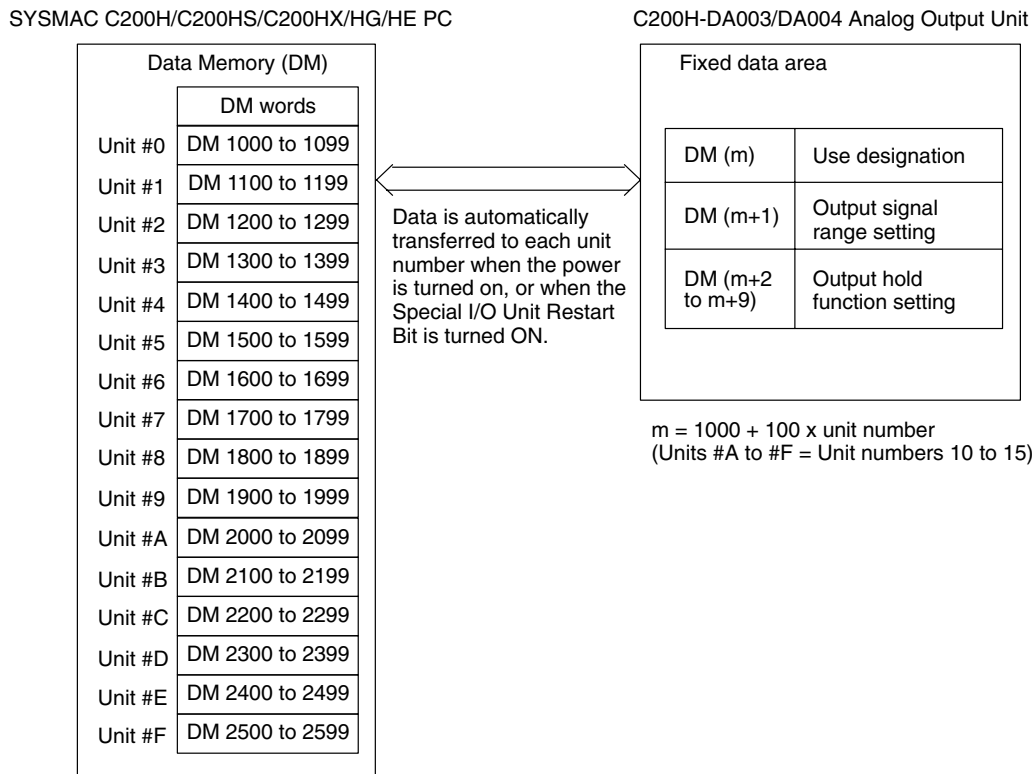 SYSMAC C200H/C200HS/C200HX/HG/HE PC
C200H-DA003/DA004 Analog Output Unit
Data Memory (DM)
DM words
Unit #0 DM 1000 to 1099
Unit #1 DM 1100 to 1199
Unit #2 DM 1200 to 1299
Unit #3 DM 1300 to 1399
Unit #4 DM 1400 to 1499
Unit #5 DM 1500 to 1599
Unit #6 DM 1600 to 1699
Unit #7 DM 1700 to 1799
Unit #8 DM 1800 to 1899
Unit #9 DM 1900 to 1999
Unit #A DM 2000 to 2099
Unit #B DM 2100 to 2199
Unit #C DM 2200 to 2299
Unit #D DM 2300 to 2399
Unit #E DM 2400 to 2499
Unit #F DM 2500 to 2599
Data is automatically
transferred to each unit
number when the power
is turned on, or when the
Special I/O Unit Restart
Bit is turned ON.
Fixed data area
DM (m) Use designation
DM (m+1) Output signal
range setting
DM (m+2 Output hold
to m+9) function setting
m = 1000 + 100 x unit number
(Units #A to #F = Unit numbers 10 to 15)